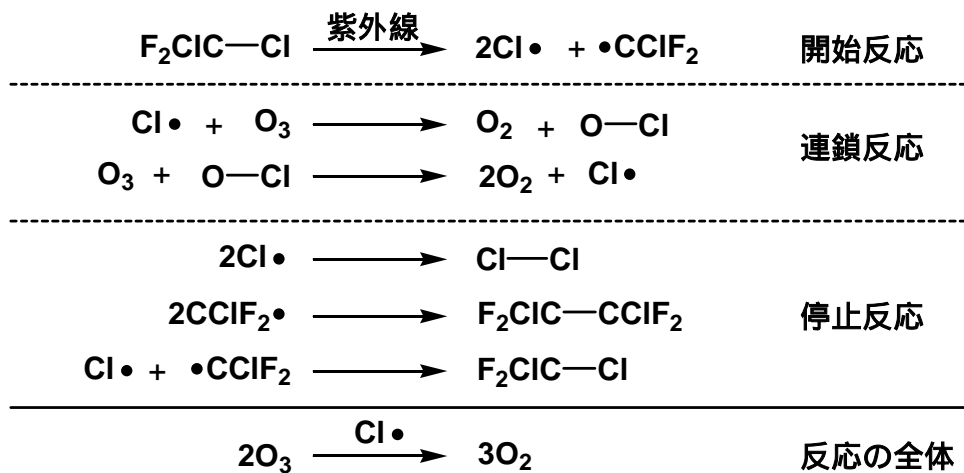 紫外線
F₂ClC—Cl ⟶ 2Cl• + •CClF₂ 開始反応
Cl• + O₃ ⟶ O₂ + O—Cl
連鎖反応
O₃ + O—Cl ⟶ 2O₂ + Cl•
2Cl• ⟶ Cl—Cl
2CClF₂• ⟶ F₂ClC—CClF₂ 停止反応
Cl• + •CClF₂ ⟶ F₂ClC—Cl
Cl•
2O₃ ⟶ 3O₂ 反応の全体